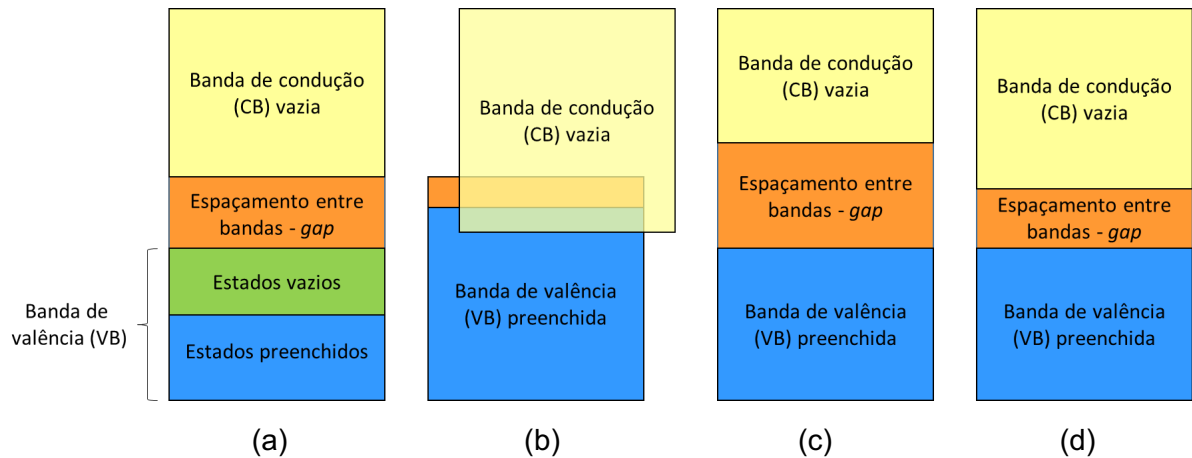 Banda de condução
(CB) vazia
Espaçamento entre
bandas - gap
Estados vazios
Estados preenchidos
Banda de
valência (VB)
(a)
Banda de condução
(CB) vazia
Banda de valência
(VB) preenchida
(b)
Banda de condução
(CB) vazia
Espaçamento entre
bandas - gap
Banda de valência
(VB) preenchida
(c)
Banda de condução
(CB) vazia
Espaçamento entre
bandas - gap
Banda de valência
(VB) preenchida
(d)